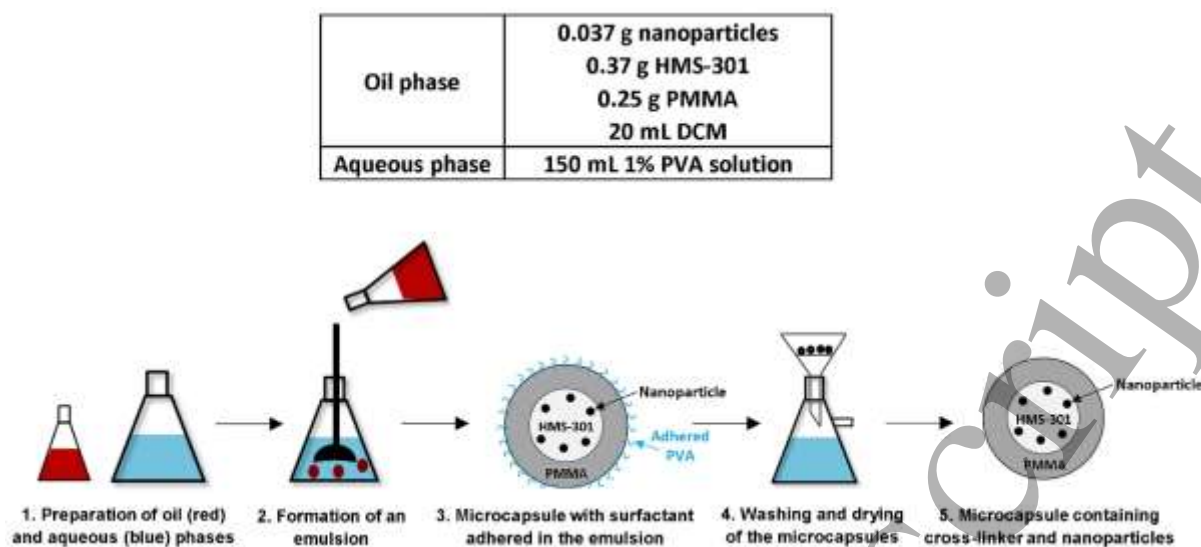 Oil phase
0.037 g nanoparticles
0.37 g HMS-301
0.25 g PMMA
20 mL DCM
Aqueous phase
150 mL 1% PVA solution
Nanoparticle
HMS-301
PMMA
Adhered
PVA
Nanoparticle
HMS-301
PMMA
1. Preparation of oil (red)
and aqueous (blue) phases
2. Formation of an
emulsion
3. Microcapsule with surfactant
adhered in the emulsion
4. Washing and drying
of the microcapsules
5. Microcapsule containing
cross-linker and nanoparticles
cript